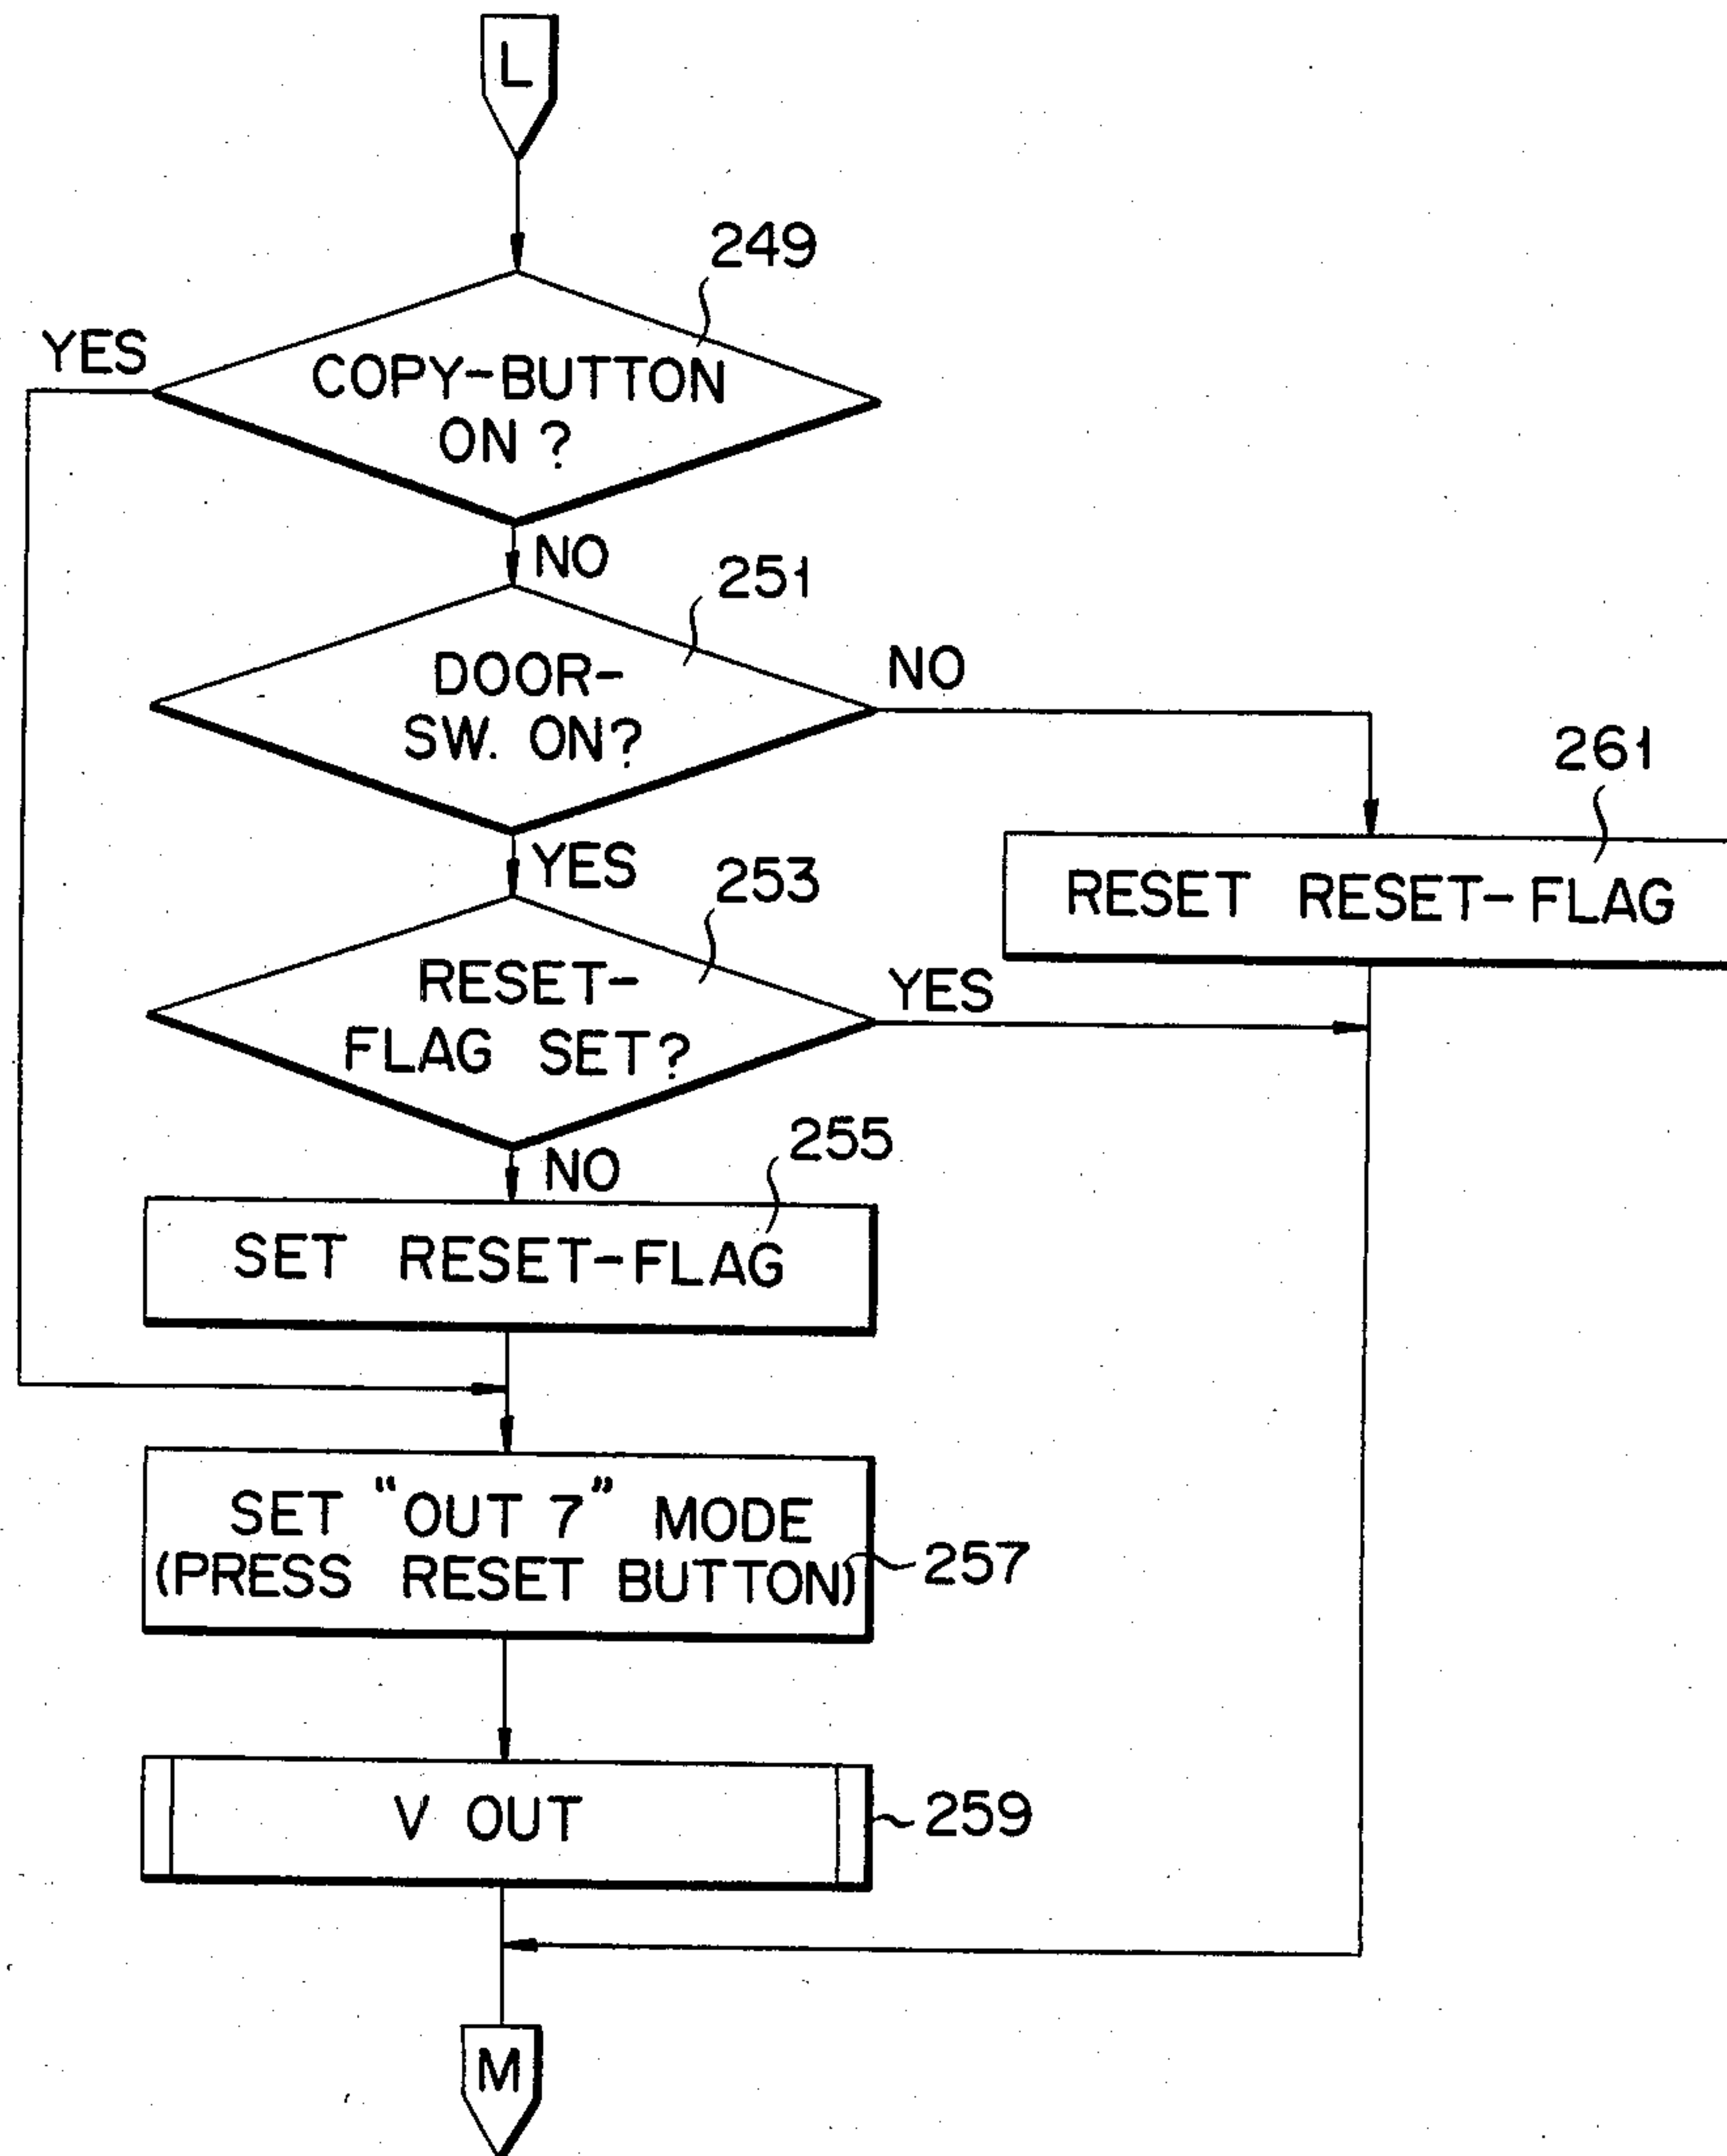 L
249
YES
COPY-BUTTON
ON ?
NO
251
DOOR-
SW. ON?
NO
261
RESET RESET-FLAG
YES
253
RESET-
FLAG SET?
YES
255
NO
SET RESET-FLAG
SET "OUT 7" MODE
(PRESS RESET BUTTON)
257
V OUT
259
M